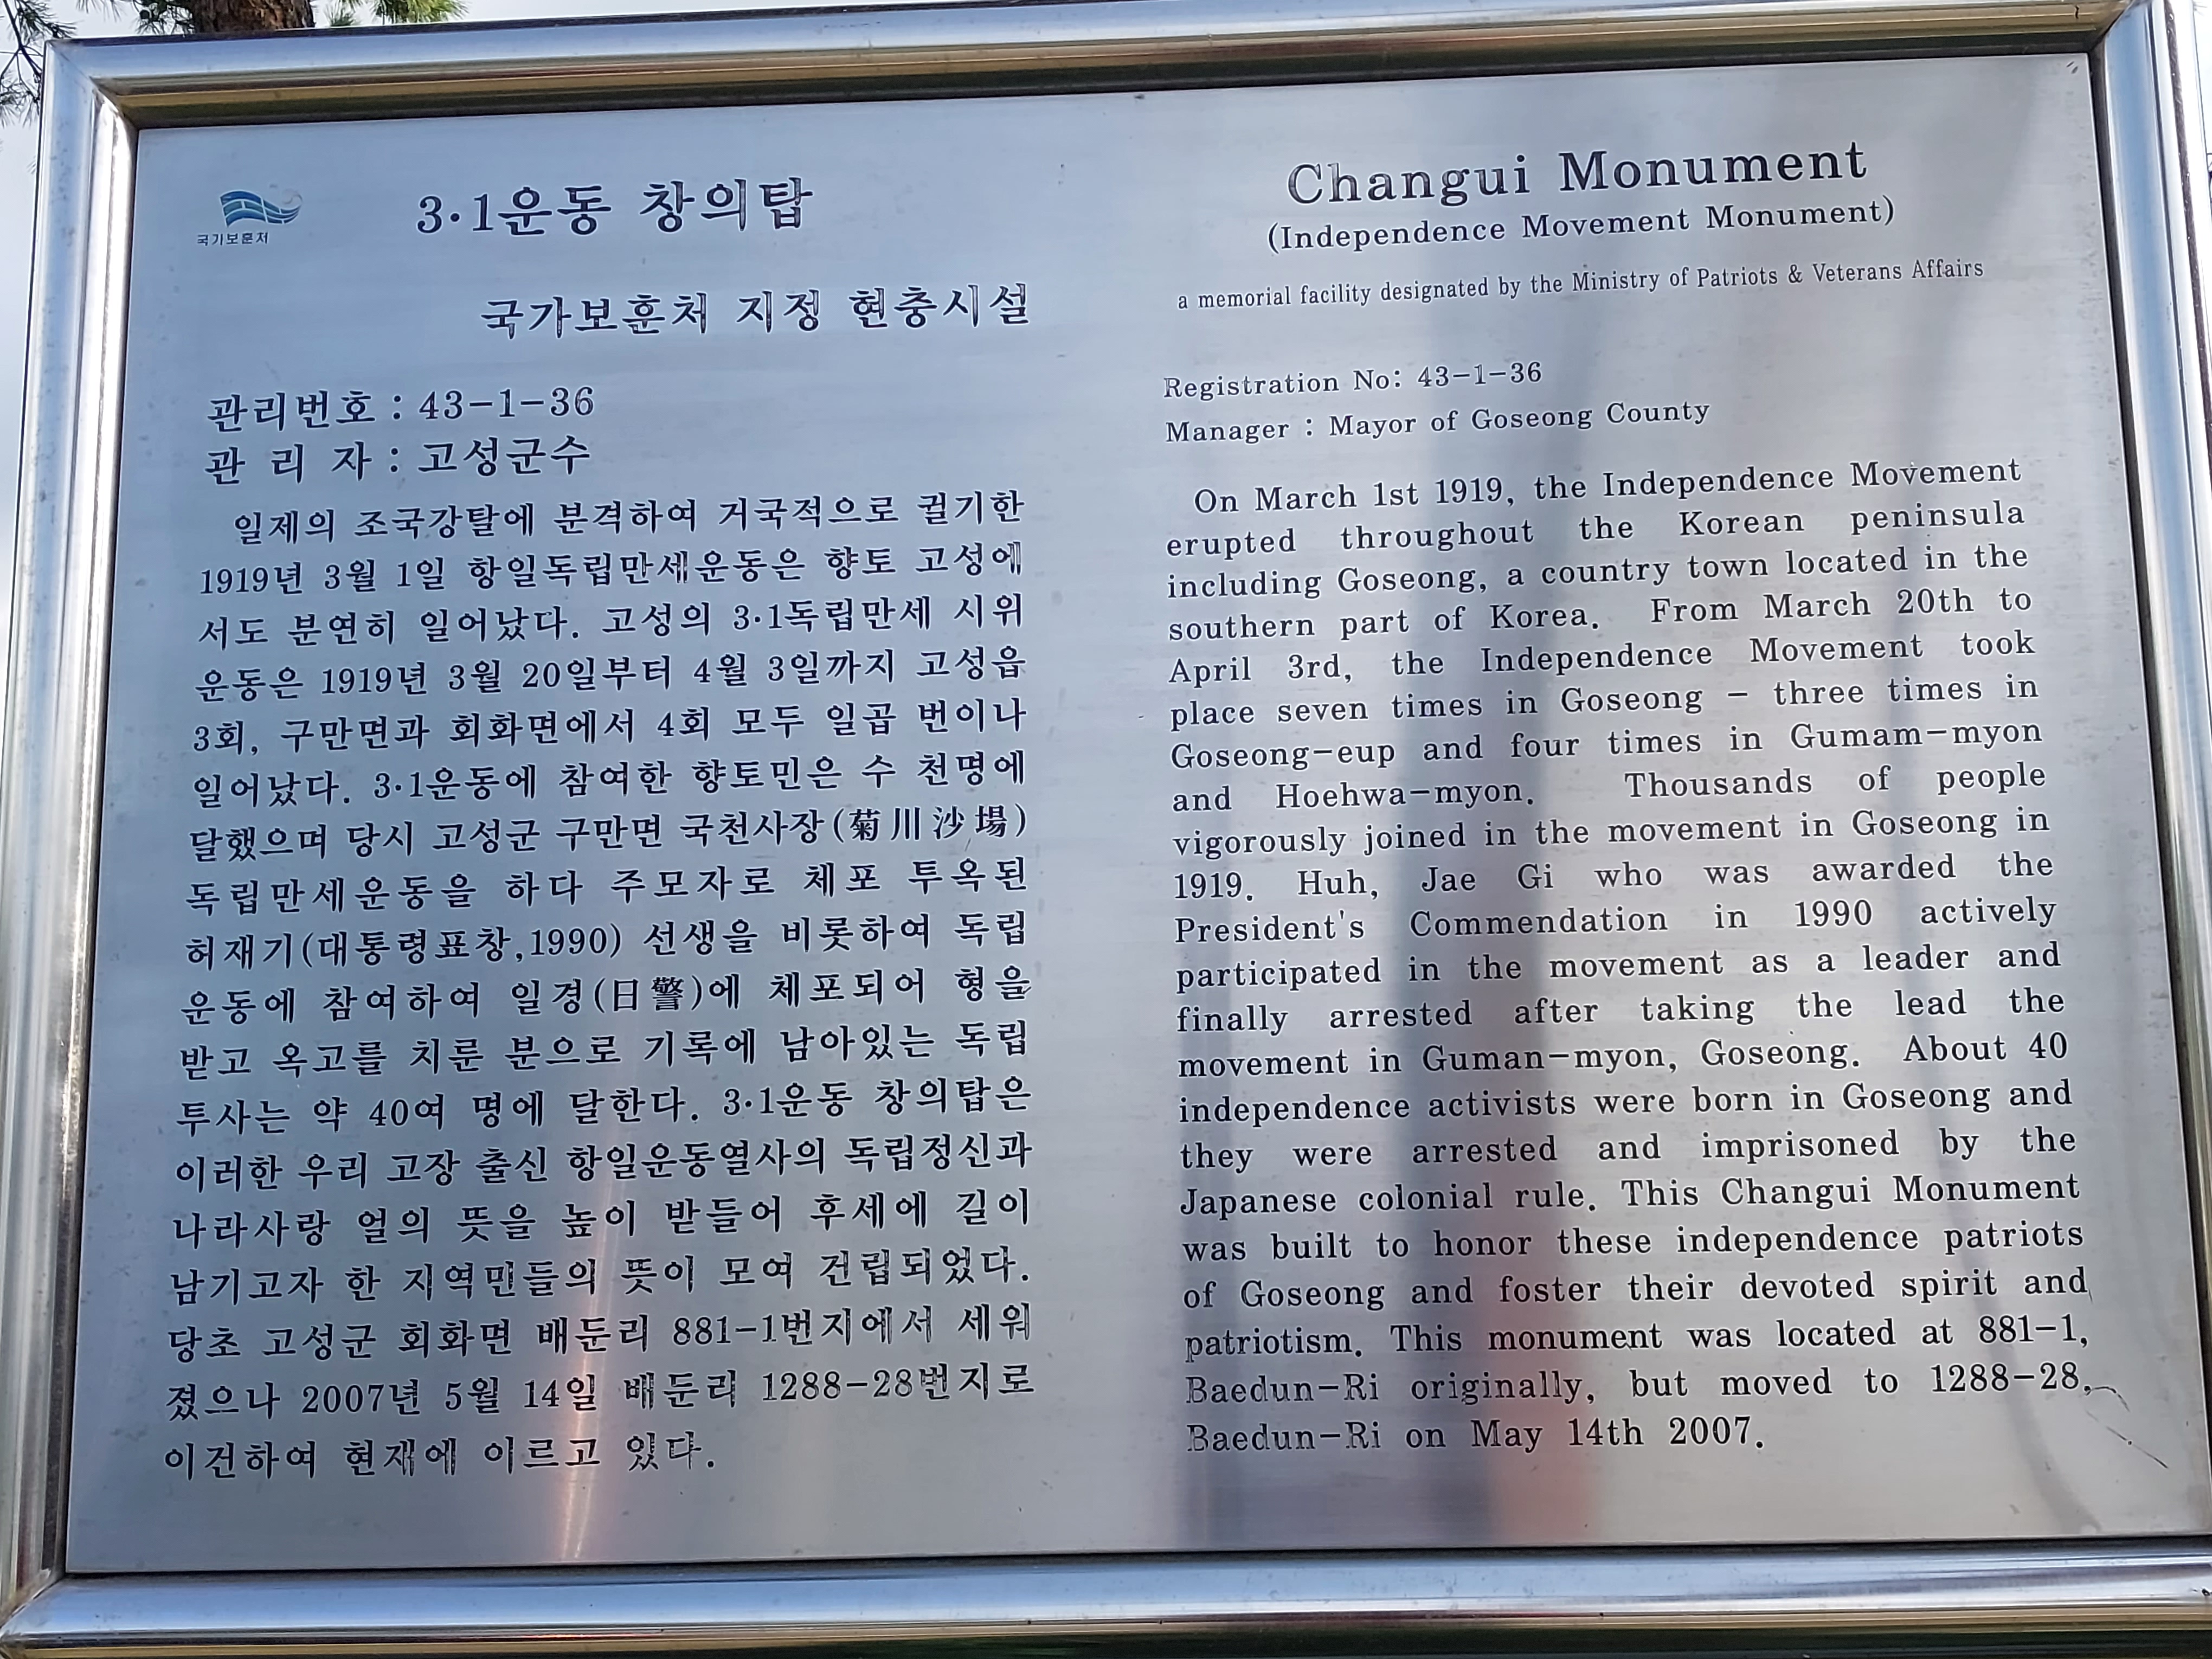 국가보훈처
3·1운동 창의탑
국가보훈처 지정 현충시설
관리번호 : 43-1-36
관 리 자 : 고성군수
일제의 조국강탈에 분격하여 거국적으로 궐기한
1919년 3월 1일 항일독립만세운동은 향토 고성에
서도 분연히 일어났다. 고성의 3·1독립만세 시위
운동은 1919년 3월 20일부터 4월 3일까지 고성읍
3회, 구만면과 회화면에서 4회 모두 일곱 번이나
일어났다. 3·1운동에 참여한 향토민은 수 천명에
달했으며 당시 고성군 구만면 국천사장(菊川沙場)
독립만세운동을 하다 주모자로 체포 투옥된
허재기(대통령표창,1990) 선생을 비롯하여 독립
운동에 참여하여 일경(日警)에 체포되어 형을
받고 옥고를 치룬 분으로 기록에 남아있는 독립
투사는 약 40여 명에 달한다. 3·1운동 창의탑은
이러한 우리 고장 출신 항일운동열사의 독립정신과
나라사랑 얼의 뜻을 높이 받들어 후세에 길이
남기고자 한 지역민들의 뜻이 모여 건립되었다.
당초 고성군 회화면 배둔리 881-1번지에서 세워
졌으나 2007년 5월 14일 배둔리 1288-28번지로
이건하여 현재에 이르고 있다.
Changui Monument
(Independence Movement Monument)
a memorial facility designated by the Ministry of Patriots & Veterans Affairs
Registration No: 43-1-36
Manager : Mayor of Goseong County
On March 1st 1919, the Independence Movement
erupted throughout the Korean peninsula
including Goseong, a country town located in the
southern part of Korea. From March 20th to
April 3rd, the Independence Movement took
place seven times in Goseong - three times in
Goseong-eup and four times in Gumam-myon
and Hoehwa-myon. Thousands of people
vigorously joined in the movement in Goseong in
1919. Huh, Jae Gi who was awarded the
President's Commendation in 1990 actively
participated in the movement as a leader and
finally arrested after taking the lead the
movement in Guman-myon, Goseong. About 40
independence activists were born in Goseong and
they were arrested and imprisoned by the
Japanese colonial rule. This Changui Monument
was built to honor these independence patriots
of Goseong and foster their devoted spirit and
patriotism. This monument was located at 881-1,
Baedun-Ri originally, but moved to 1288-28,
Baedun-Ri on May 14th 2007.